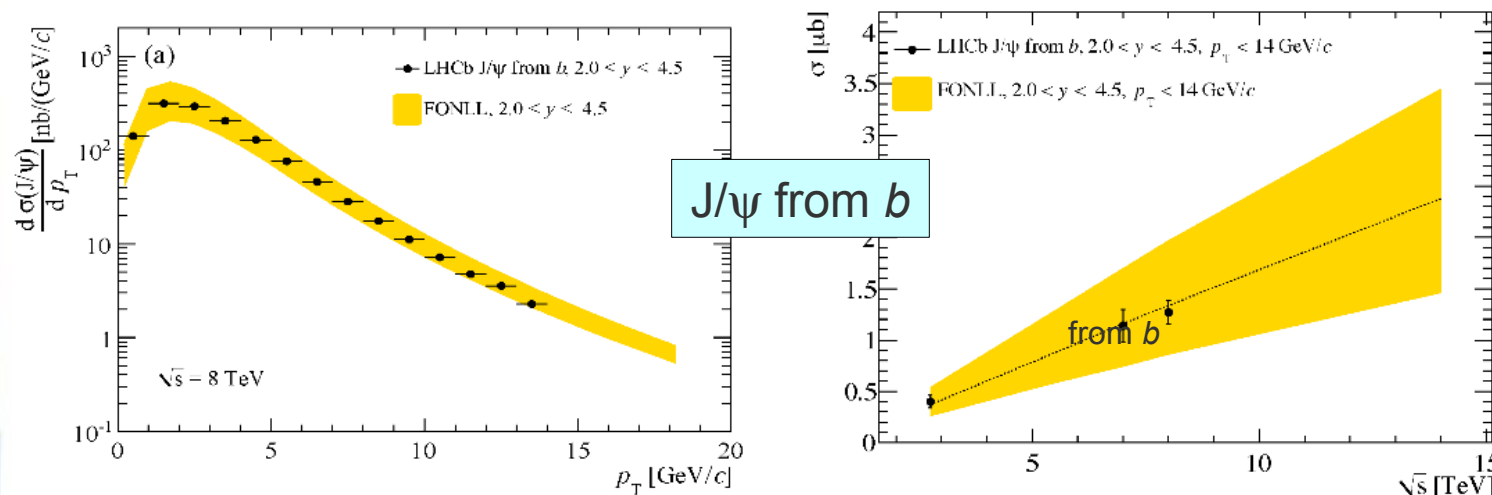 (a)
LHCb J/ψ from b, 2.0 < y < 4.5
FONLL, 2.0 < y < 4.5
d σ(J/ψ)
d p_T
[nb/(GeV/c)]
10³
10²
10
1
10⁻¹
√s = 8 TeV
0 5 10 15 20
p_T [GeV/c]
J/ψ from b
σ [μb]
LHCb J/ψ from b, 2.0 < y < 4.5, p_T < 14 GeV/c
FONLL, 2.0 < y < 4.5, p_T < 14 GeV/c
4
3.5
3
2
1.5
1
0.5
0
from b
5 10 15
√s [TeV]